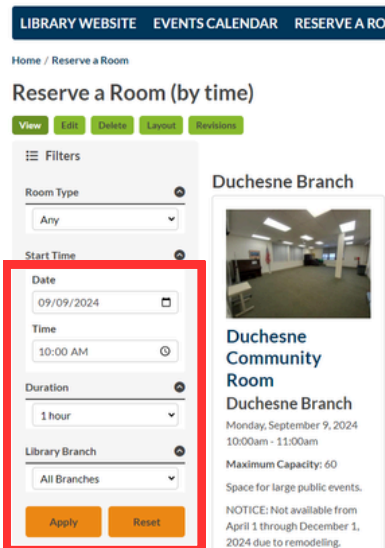 LIBRARY WEBSITE EVENTS CALENDAR RESERVE A RO
Home / Reserve a Room
Reserve a Room (by time)
View Edit Delete Layout Revisions
Filters
Room Type
Any
Start Time
Date
09/09/2024
Time
10:00 AM
Duration
1 hour
Library Branch
All Branches
Apply Reset
Duchesne Branch
Duchesne
Community
Room
Duchesne Branch
Monday, September 9, 2024
10:00am - 11:00am
Maximum Capacity: 60
Space for large public events.
NOTICE: Not available from
April 1 through December 1,
2024 due to remodeling.